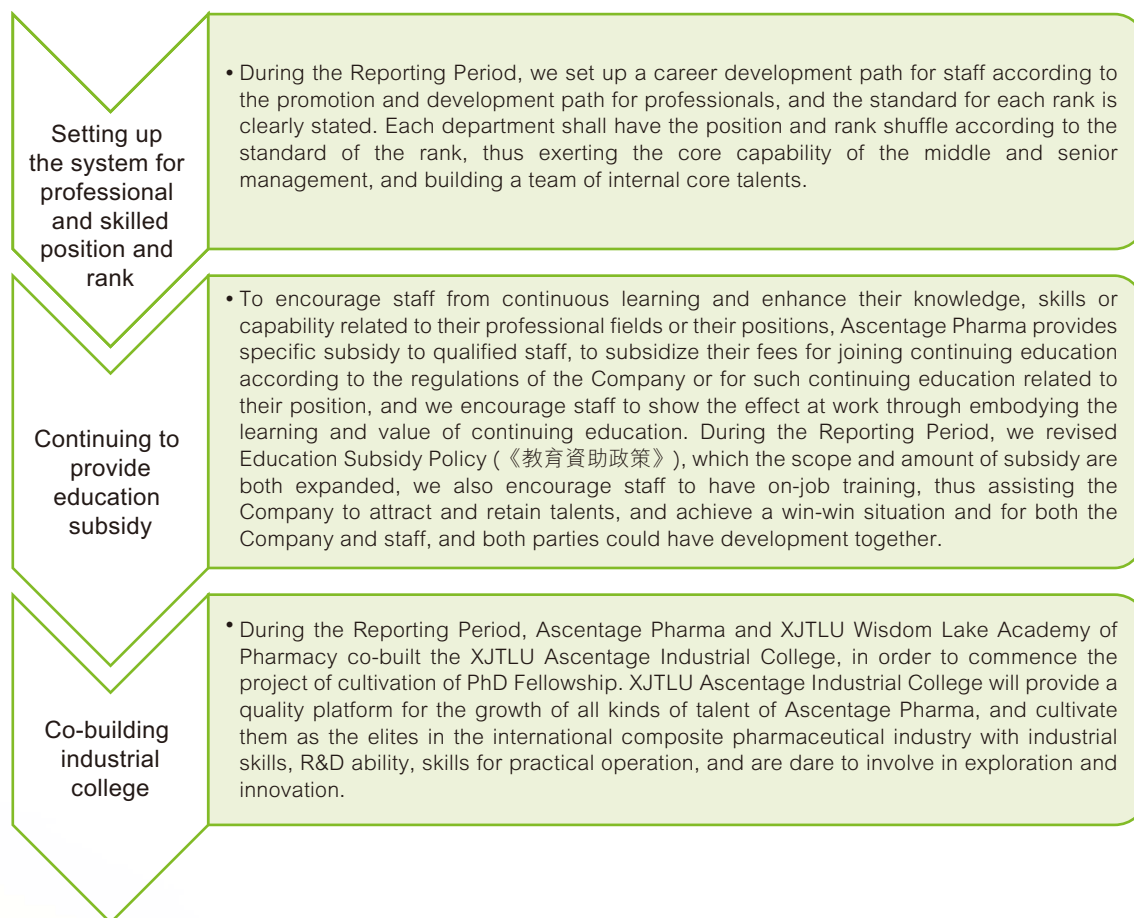 Setting up
the system for
professional
and skilled
position and
rank
• During the Reporting Period, we set up a career development path for staff according to
the promotion and development path for professionals, and the standard for each rank is
clearly stated. Each department shall have the position and rank shuffle according to the
standard of the rank, thus exerting the core capability of the middle and senior
management, and building a team of internal core talents.
Continuing to
provide
education
subsidy
• To encourage staff from continuous learning and enhance their knowledge, skills or
capability related to their professional fields or their positions, Ascentage Pharma provides
specific subsidy to qualified staff, to subsidize their fees for joining continuing education
according to the regulations of the Company or for such continuing education related to
their position, and we encourage staff to show the effect at work through embodying the
learning and value of continuing education. During the Reporting Period, we revised
Education Subsidy Policy (《教育資助政策》), which the scope and amount of subsidy are
both expanded, we also encourage staff to have on-job training, thus assisting the
Company to attract and retain talents, and achieve a win-win situation and for both the
Company and staff, and both parties could have development together.
Co-building
industrial
college
• During the Reporting Period, Ascentage Pharma and XJTLU Wisdom Lake Academy of
Pharmacy co-built the XJTLU Ascentage Industrial College, in order to commence the
project of cultivation of PhD Fellowship. XJTLU Ascentage Industrial College will provide a
quality platform for the growth of all kinds of talent of Ascentage Pharma, and cultivate
them as the elites in the international composite pharmaceutical industry with industrial
skills, R&D ability, skills for practical operation, and are dare to involve in exploration and
innovation.